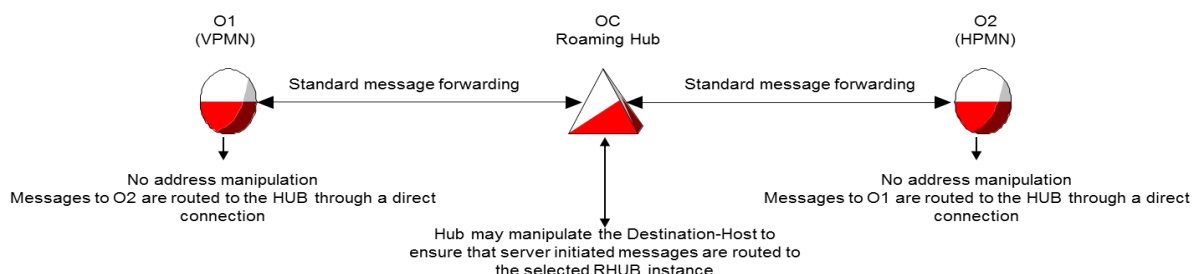 O1
(VPMN)
OC
Roaming Hub
O2
(HPMN)
Standard message forwarding
Standard message forwarding
No address manipulation
Messages to O2 are routed to the HUB through a direct
connection
No address manipulation
Messages to O1 are routed to the HUB through a direct
connection
Hub may manipulate the Destination-Host to
ensure that server initiated messages are routed to
the selected RHUB instance